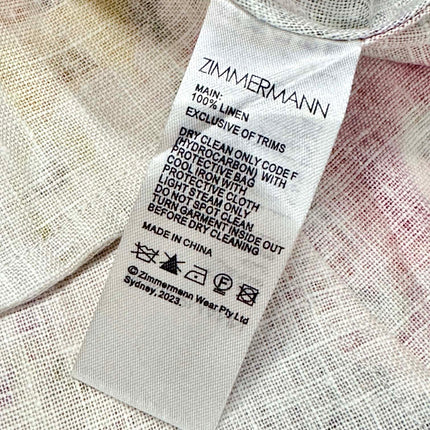 ZIMMERMANN
MAIN:
100% LINEN
EXCLUSIVE OF TRIMS
DRY CLEAN ONLY CODE F
(HYDROCARBON) WITH
PROTECTIVE BAG
COOL IRON WITH
PROTECTIVE CLOTH
LIGHT STEAM ONLY
DO NOT SPOT CLEAN
TURN GARMENT INSIDE OUT
BEFORE DRY CLEANING
MADE IN CHINA
F
© Zimmermann Wear Pty Ltd
Sydney, 2023.